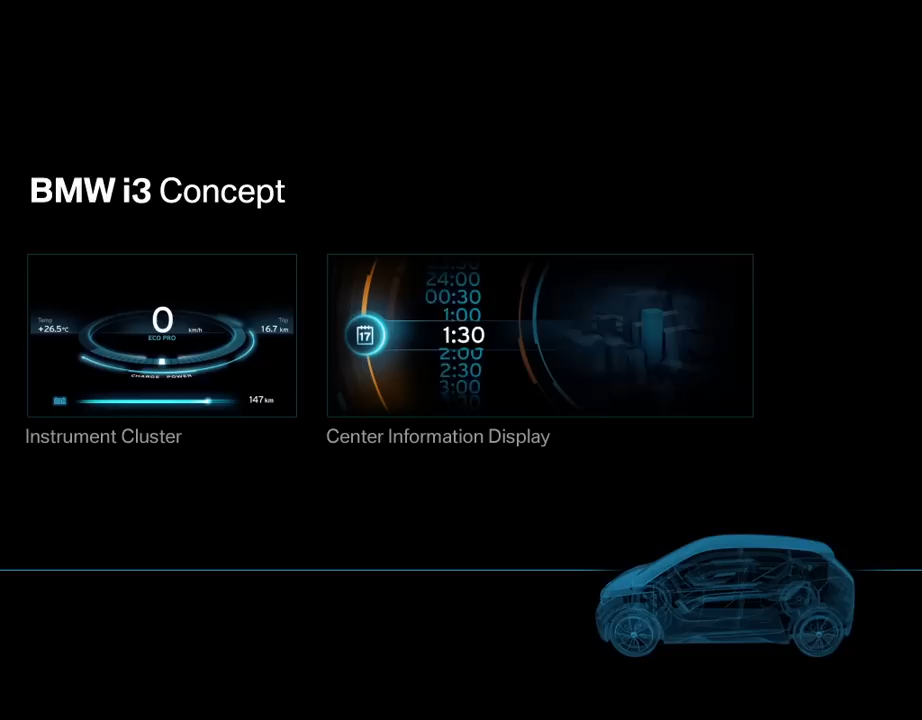 BMW i3 Concept
Temp
+26.5°C
0
km/h
ECO PRO
Trip
16.7 km
CHARGE POWER
147 km
17
24:00
00:30
1:00
1:30
2:00
2:30
3:00
Instrument Cluster
Center Information Display